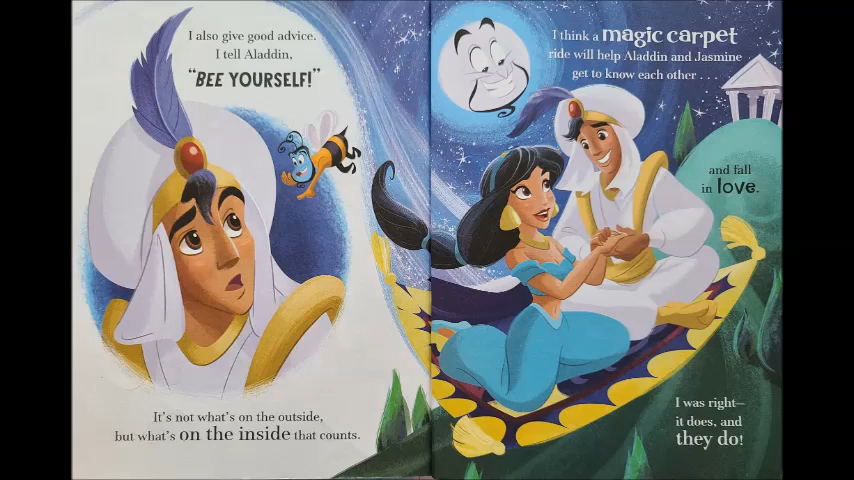 I also give good advice.
I tell Aladdin,
"BEE YOURSELF!"
It's not what's on the outside,
but what's on the inside that counts.
I think a magic carpet
ride will help Aladdin and Jasmine
get to know each other . . .
and fall
in love.
I was right—
it does, and
they do!